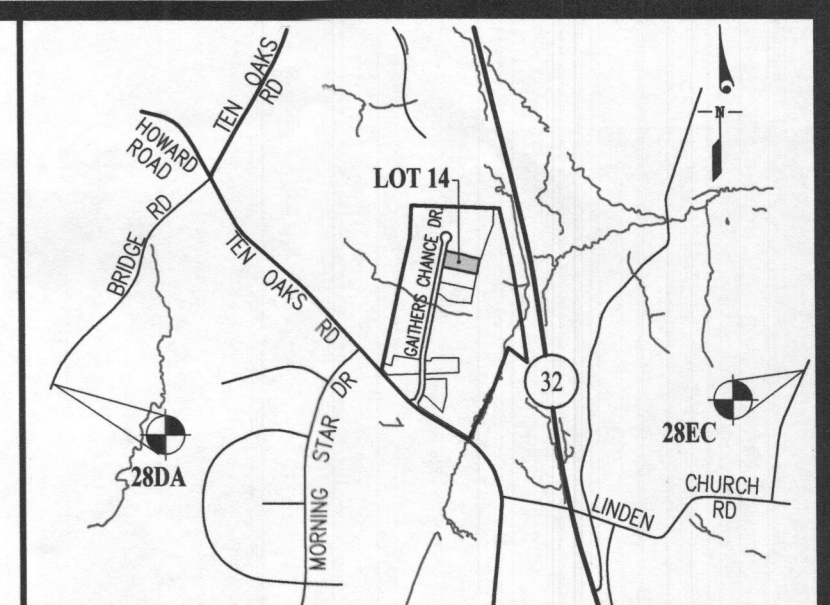 TEN OAKS
RD
HOWARD
ROAD
N
LOT 14
BRIDGE RD
TEN OAKS RD
GAITHERS CHANCE DR.
32
MORNING STAR DR
28DA
28EC
LINDEN CHURCH
RD